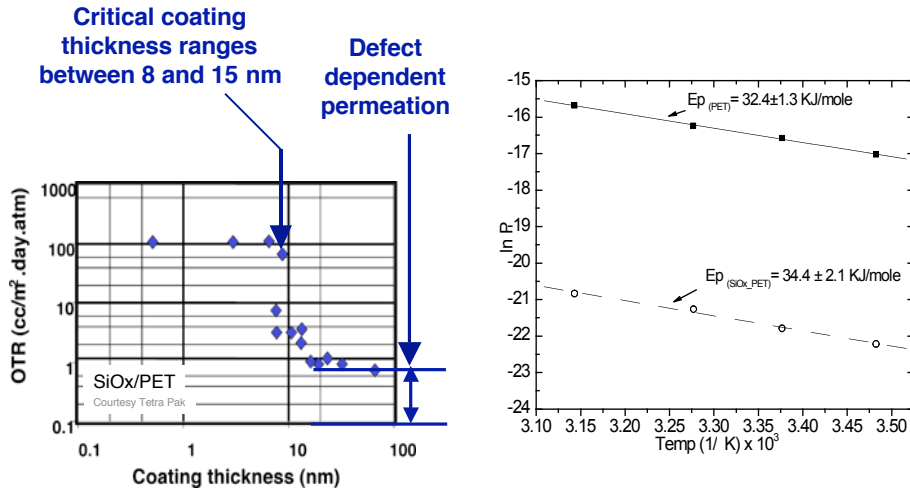 Critical coating
thickness ranges
between 8 and 15 nm
Defect
dependent
permeation
OTR (cc/m².day.atm)
1000
100
10
1
0.1
SiOx/PET
Courtesy Tetra Pak
0.1
1
10
100
Coating thickness (nm)
ln P
-15
-16
-17
-21
-22
-23
-24
Ep (PET) = 32.4±1.3 KJ/mole
Ep (SiOx_PET) = 34.4 ± 2.1 KJ/mole
3.10 3.15 3.20 3.25 3.30 3.35 3.40 3.45 3.50
Temp (1/ K) x 10³